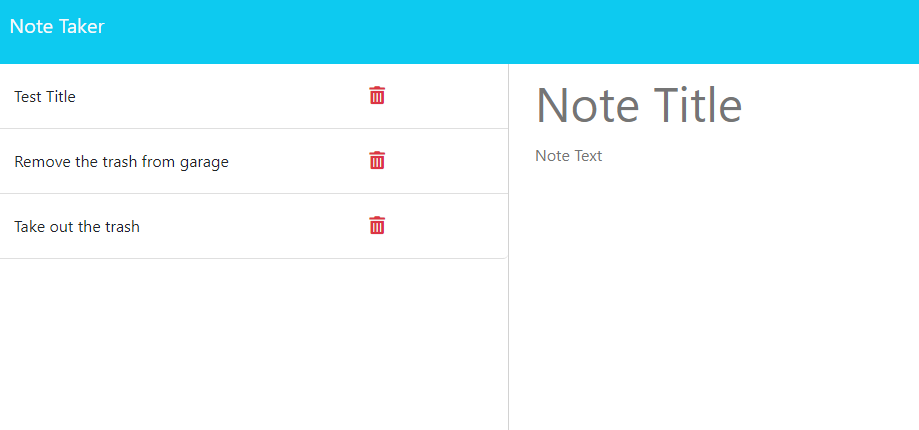 Note Taker
Test Title
Remove the trash from garage
Take out the trash
Note Title
Note Text